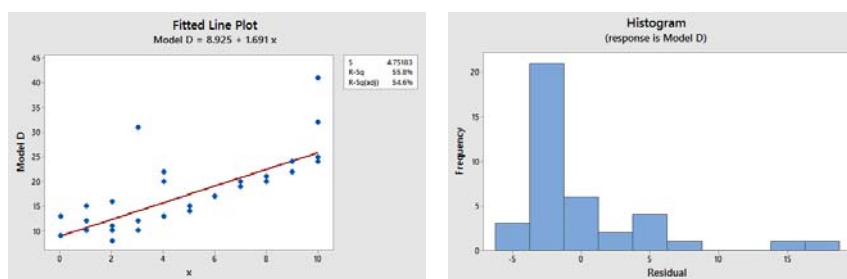 Fitted Line Plot
Model D = 8.925 + 1.691 x
S 4.75183
R-Sq 55.8%
R-Sq(adj) 54.6%
45
40
35
30
25
20
15
10
Model D
0 2 4 6 8 10
x
Histogram
(response is Model D)
20
15
10
5
0
Frequency
-5 0 5 10 15
Residual